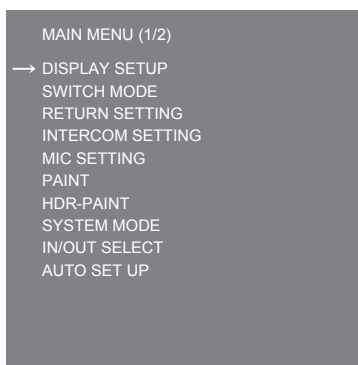 MAIN MENU (1/2)
→ DISPLAY SETUP
SWITCH MODE
RETURN SETTING
INTERCOM SETTING
MIC SETTING
PAINT
HDR-PAINT
SYSTEM MODE
IN/OUT SELECT
AUTO SET UP